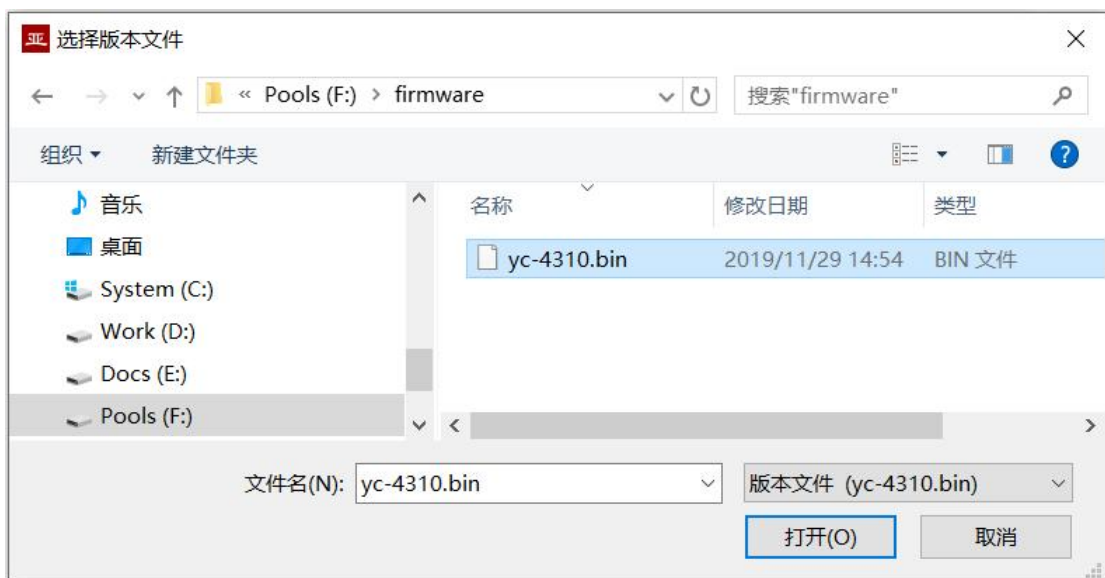 亚 选择版本文件
« Pools (F:) > firmware 搜索"firmware"
组织 新建文件夹
音乐 名称 修改日期 类型
桌面 yc-4310.bin 2019/11/29 14:54 BIN 文件
System (C:)
Work (D:)
Docs (E:)
Pools (F:)
文件名(N): yc-4310.bin 版本文件 (yc-4310.bin)
打开(O) 取消